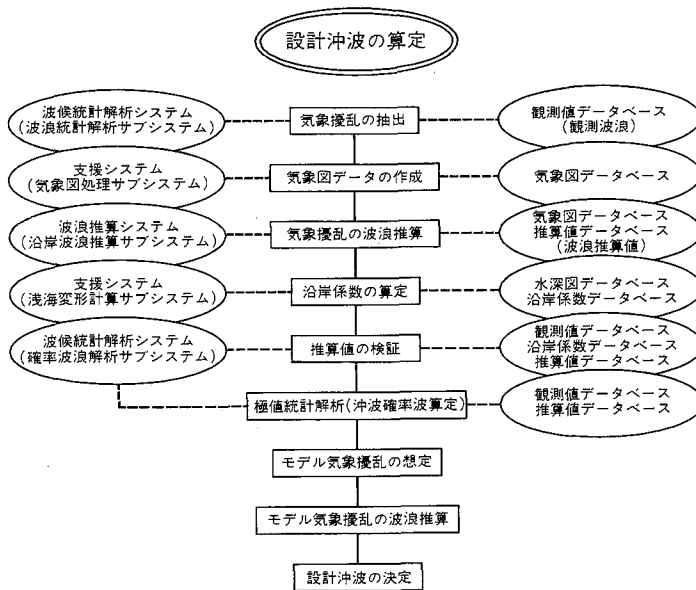 設計沖波の算定
波候統計解析システム
(波浪統計解析サブシステム)
気象擾乱の抽出
観測値データベース
(観測波浪)
支援システム
(気象図処理サブシステム)
気象図データの作成
気象図データベース
波浪推算システム
(沿岸波浪推算サブシステム)
気象擾乱の波浪推算
気象図データベース
推算値データベース
(波浪推算値)
支援システム
(浅海変形計算サブシステム)
沿岸係数の算定
水深図データベース
沿岸係数データベース
波候統計解析システム
(確率波浪解析サブシステム)
推算値の検証
観測値データベース
沿岸係数データベース
推算値データベース
極値統計解析(沖波確率波算定)
観測値データベース
推算値データベース
モデル気象擾乱の想定
モデル気象擾乱の波浪推算
設計沖波の決定